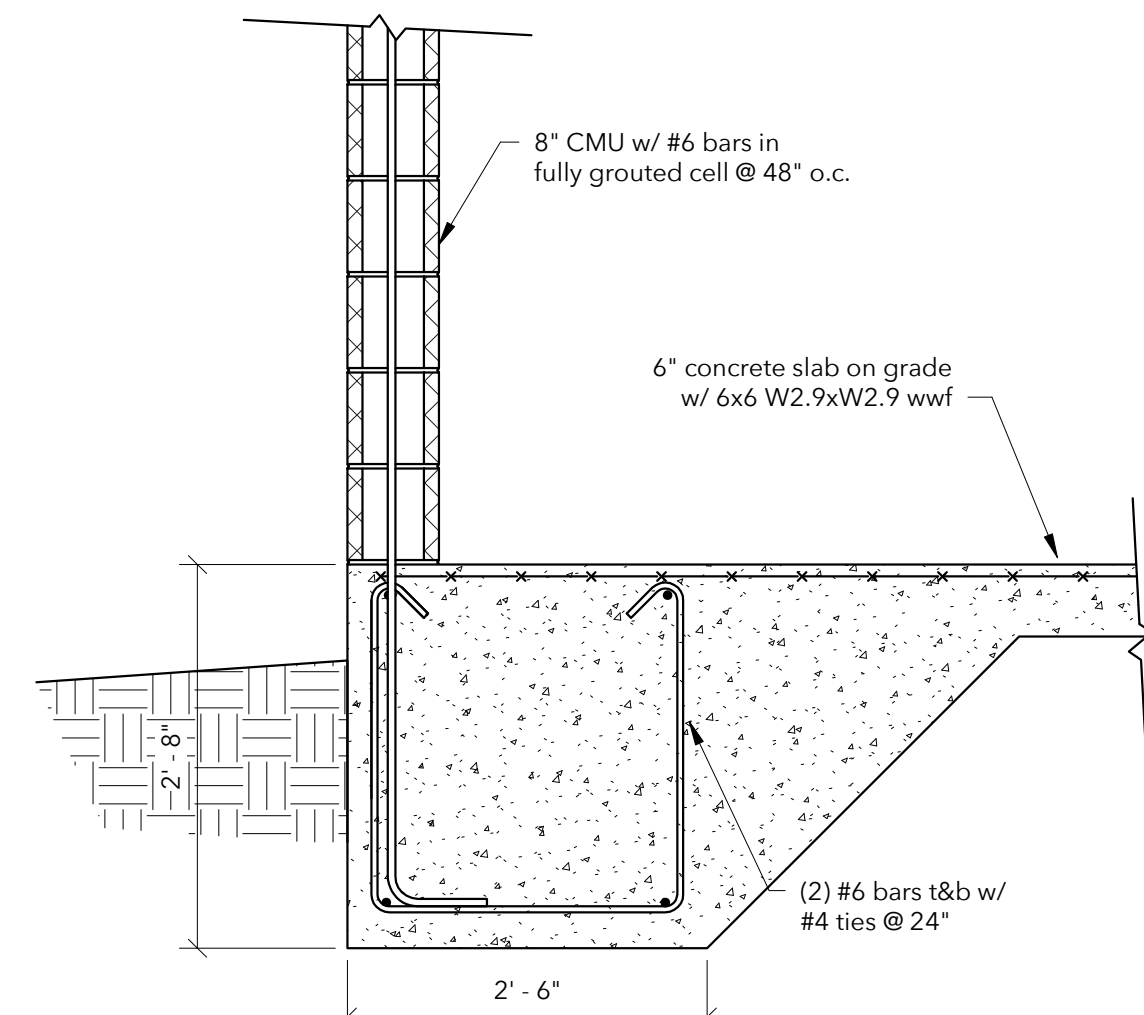 8" CMU w/ #6 bars in
fully grouted cell @ 48" o.c.
6" concrete slab on grade
w/ 6x6 W2.9xW2.9 wwf
2' - 8"
(2) #6 bars t&b w/
#4 ties @ 24"
2' - 6"